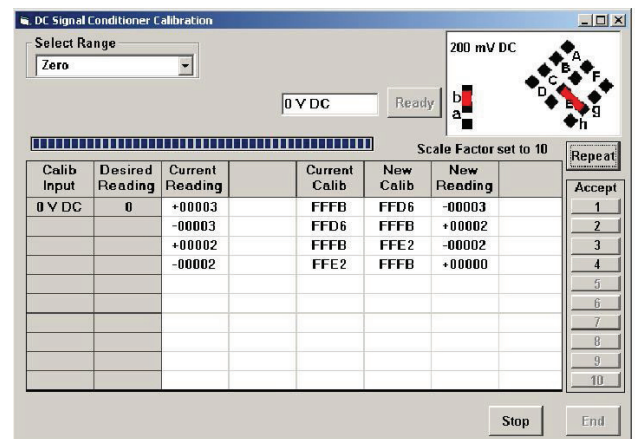 DC Signal Conditioner Calibration
Select Range
Zero
200 mV DC
A
B
F
C
D
E
g
h
b
a
0 V DC
Ready
Scale Factor set to 10
Repeat
Calib Input
Desired Reading
Current Reading
Current Calib
New Calib
New Reading
Accept
0 V DC 0 +00003 FFFB FFD6 -00003 1
-00003 FFD6 FFFB +00002 2
+00002 FFFB FFE2 -00002 3
-00002 FFE2 FFFB +00000 4
5
6
7
8
9
10
Stop
End